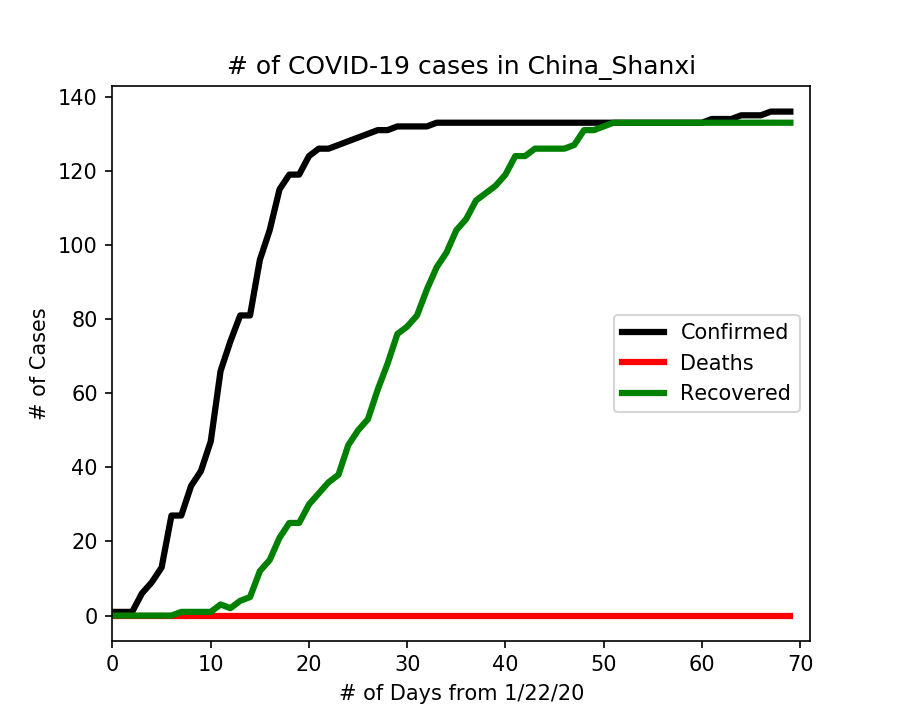 # of COVID-19 cases in China_Shanxi
# of Cases
140
120
100
80
60
40
20
0
Confirmed
Deaths
Recovered
0 10 20 30 40 50 60 70
# of Days from 1/22/20